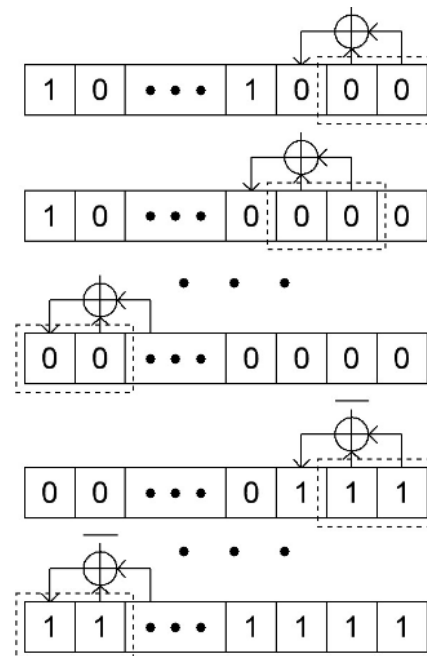 1 0 • • • 1 0 0 0
1 0 • • • 0 0 0 0
• • •
0 0 • • • 0 0 0 0
0 0 • • • 0 1 1 1
• • •
1 1 • • • 1 1 1 1